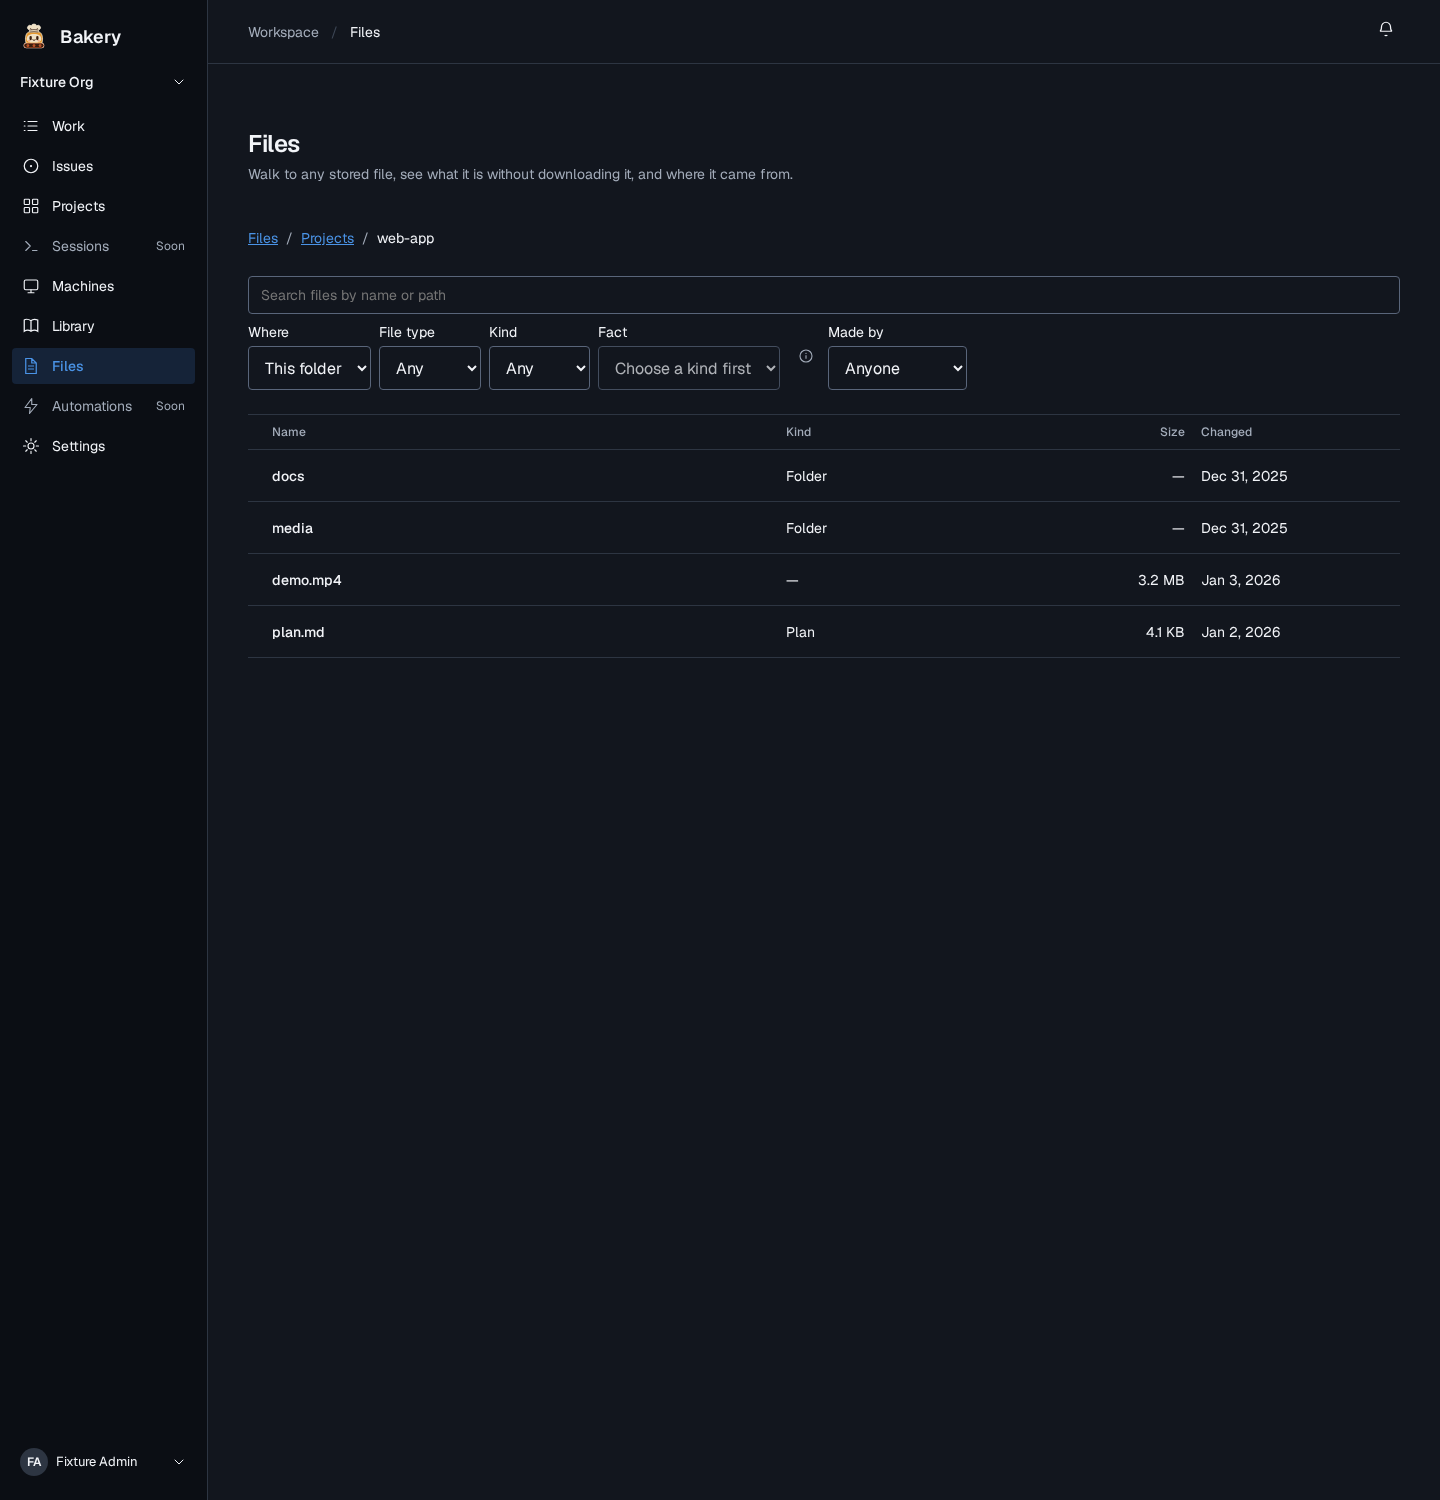 Bakery
Fixture Org
Work
Issues
Projects
Sessions Soon
Machines
Library
Files
Automations Soon
Settings
FA Fixture Admin
Workspace / Files
Files
Walk to any stored file, see what it is without downloading it, and where it came from.
Files / Projects / web-app
Search files by name or path
Where File type Kind Fact Made by
This folder Any Any Choose a kind first Anyone
Name Kind Size Changed
docs Folder — Dec 31, 2025
media Folder — Dec 31, 2025
demo.mp4 — 3.2 MB Jan 3, 2026
plan.md Plan 4.1 KB Jan 2, 2026